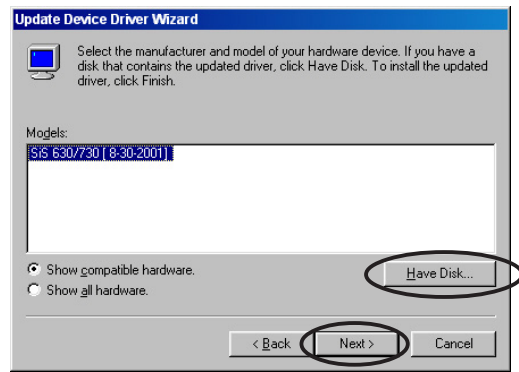 Update Device Driver Wizard
Select the manufacturer and model of your hardware device. If you have a
disk that contains the updated driver, click Have Disk. To install the updated
driver, click Finish.
Models:
SiS 630/730 [ 8-30-2001]
Show compatible hardware.
Have Disk...
Show all hardware.
< Back
Next >
Cancel